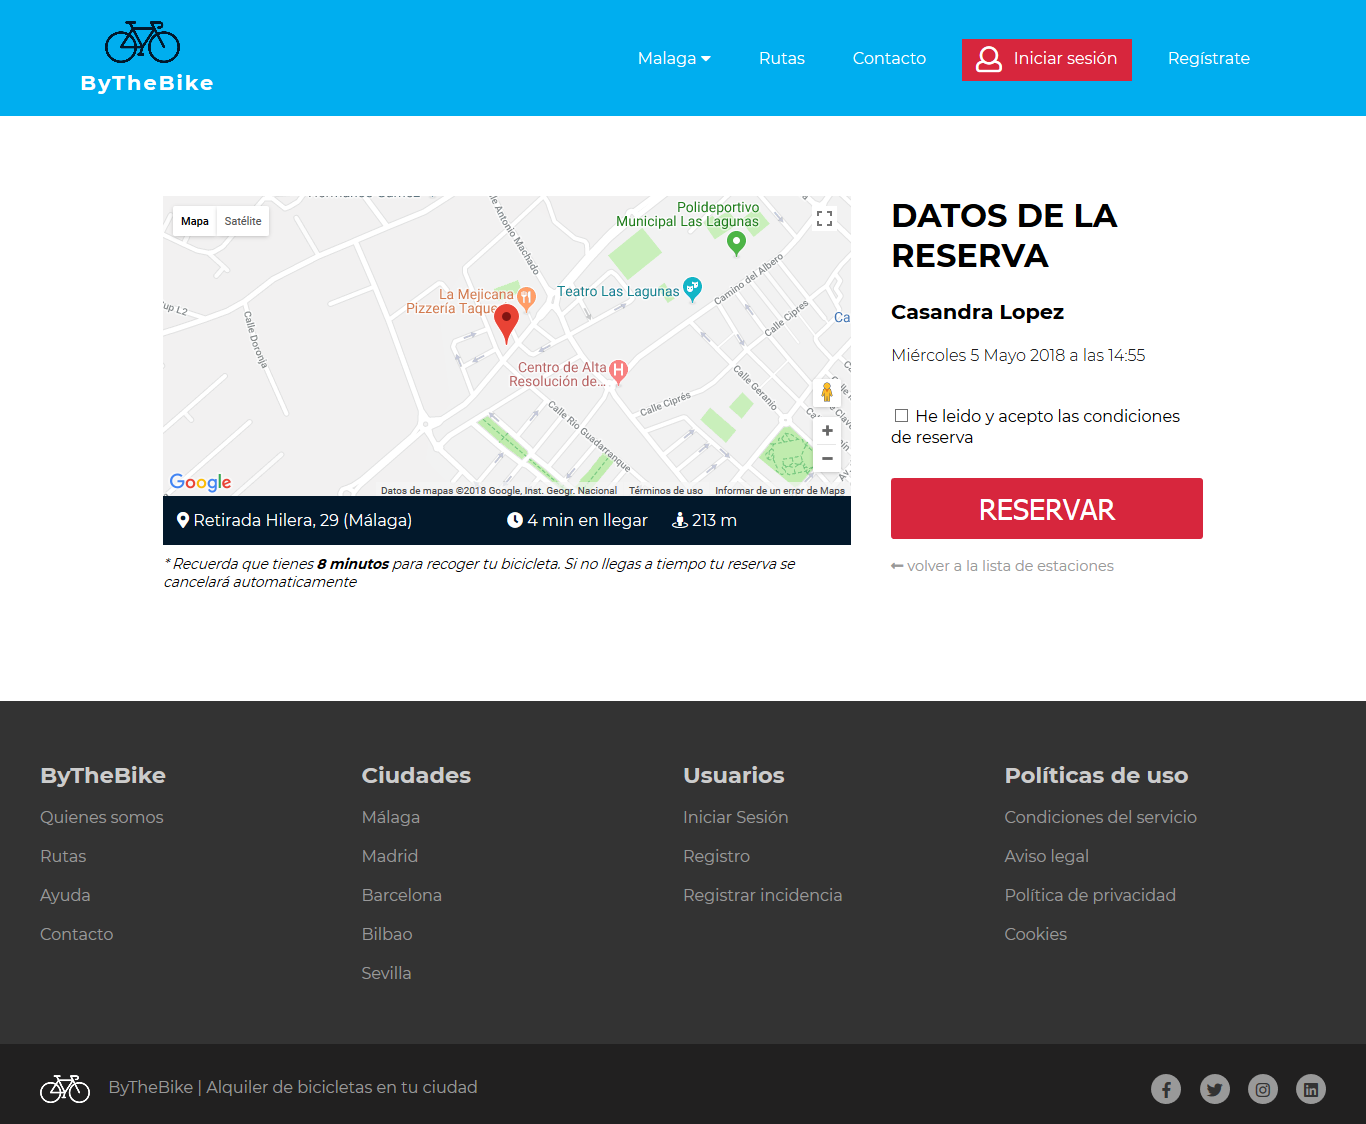 ByTheBike
Malaga
Rutas
Contacto
Iniciar sesión
Regístrate
Mapa
Satélite
Polideportivo
Municipal Las Lagunas
Teatro Las Lagunas
Camino del Albero
La Mejicana
Pizzería Taque
Calle Doronja
up L2
Calle Cipres
Ca
Centro de Alta
Resolución de...
Calle Geranio
Calle Ciprés
Calle Río Guadarranque
Google
Datos de mapas ©2018 Google, Inst. Geogr. Nacional
Términos de uso
Informar de un error de Maps
Retirada Hilera, 29 (Málaga)
4 min en llegar
213 m
* Recuerda que tienes 8 minutos para recoger tu bicicleta. Si no llegas a tiempo tu reserva se
cancelará automaticamente
DATOS DE LA
RESERVA
Casandra Lopez
Miércoles 5 Mayo 2018 a las 14:55
He leido y acepto las condiciones
de reserva
RESERVAR
volver a la lista de estaciones
ByTheBike
Quienes somos
Rutas
Ayuda
Contacto
Ciudades
Málaga
Madrid
Barcelona
Bilbao
Sevilla
Usuarios
Iniciar Sesión
Registro
Registrar incidencia
Políticas de uso
Condiciones del servicio
Aviso legal
Política de privacidad
Cookies
ByTheBike | Alquiler de bicicletas en tu ciudad